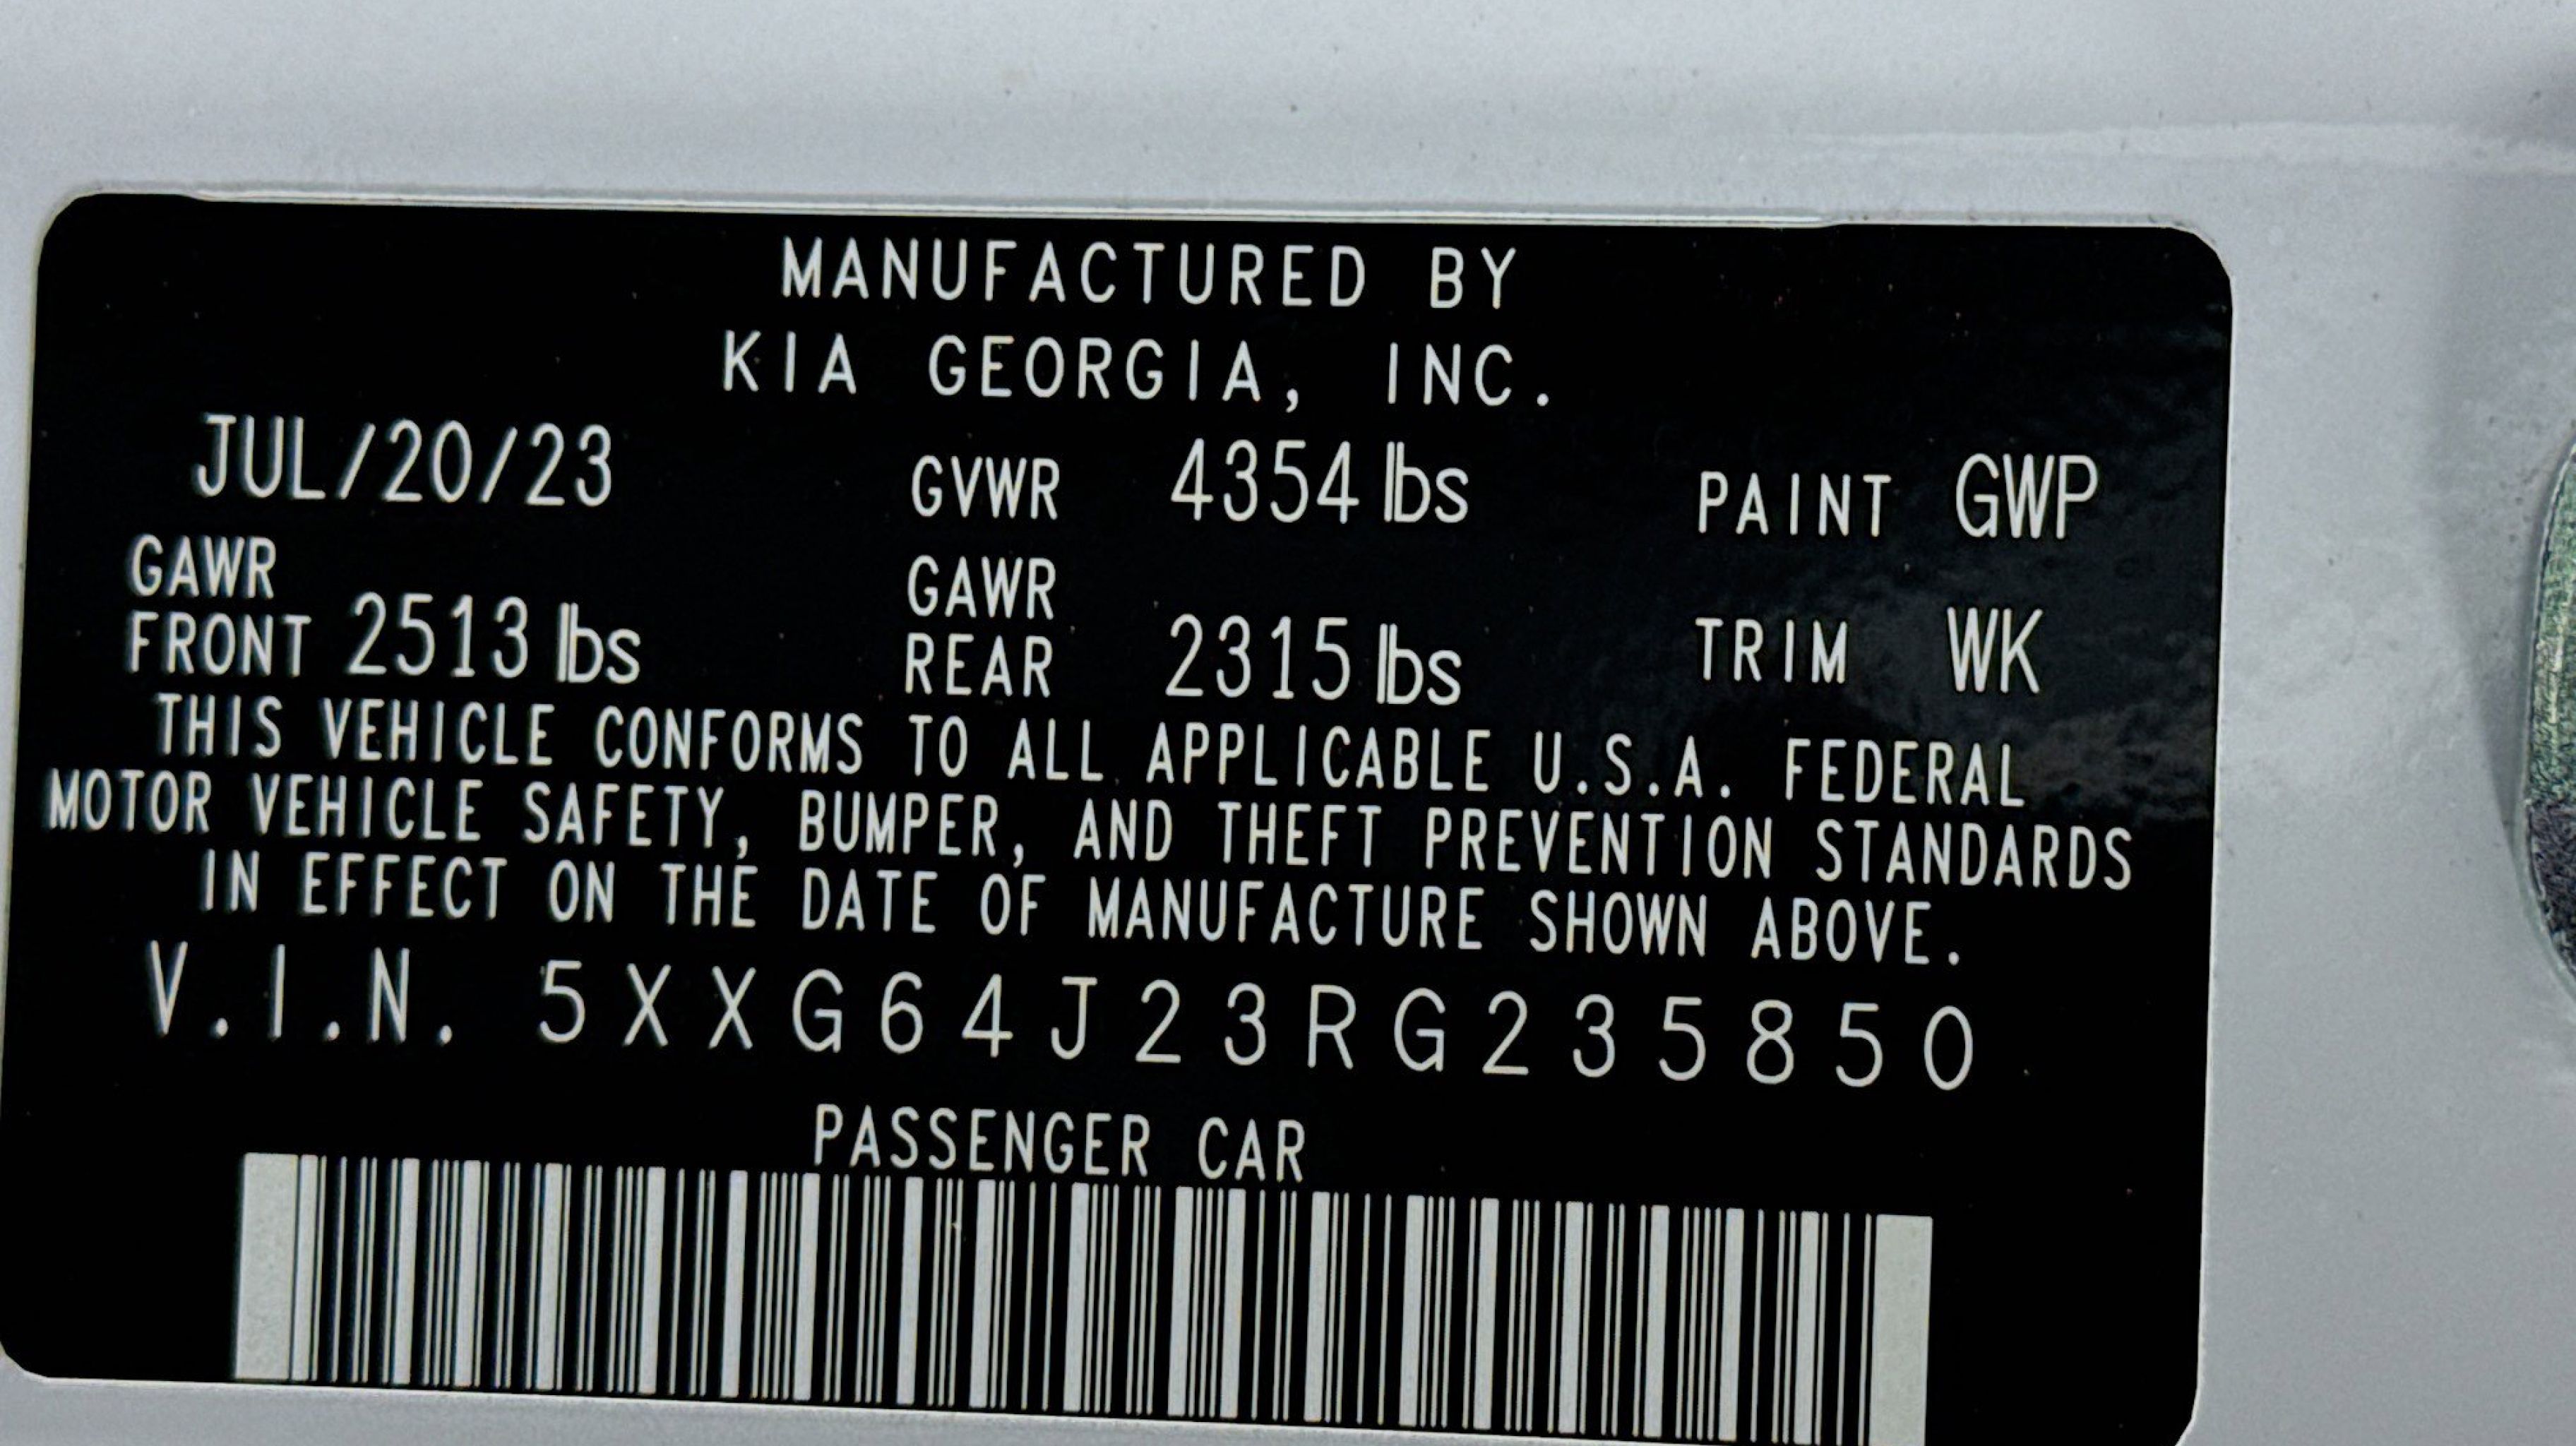 MANUFACTURED BY
KIA GEORGIA, INC.
JUL/20/23 GVWR 4354 lbs PAINT GWP
GAWR FRONT 2513 lbs GAWR REAR 2315 lbs TRIM WK
THIS VEHICLE CONFORMS TO ALL APPLICABLE U.S.A. FEDERAL
MOTOR VEHICLE SAFETY, BUMPER, AND THEFT PREVENTION STANDARDS
IN EFFECT ON THE DATE OF MANUFACTURE SHOWN ABOVE.
V.I.N. 5XXG64J23RG235850
PASSENGER CAR